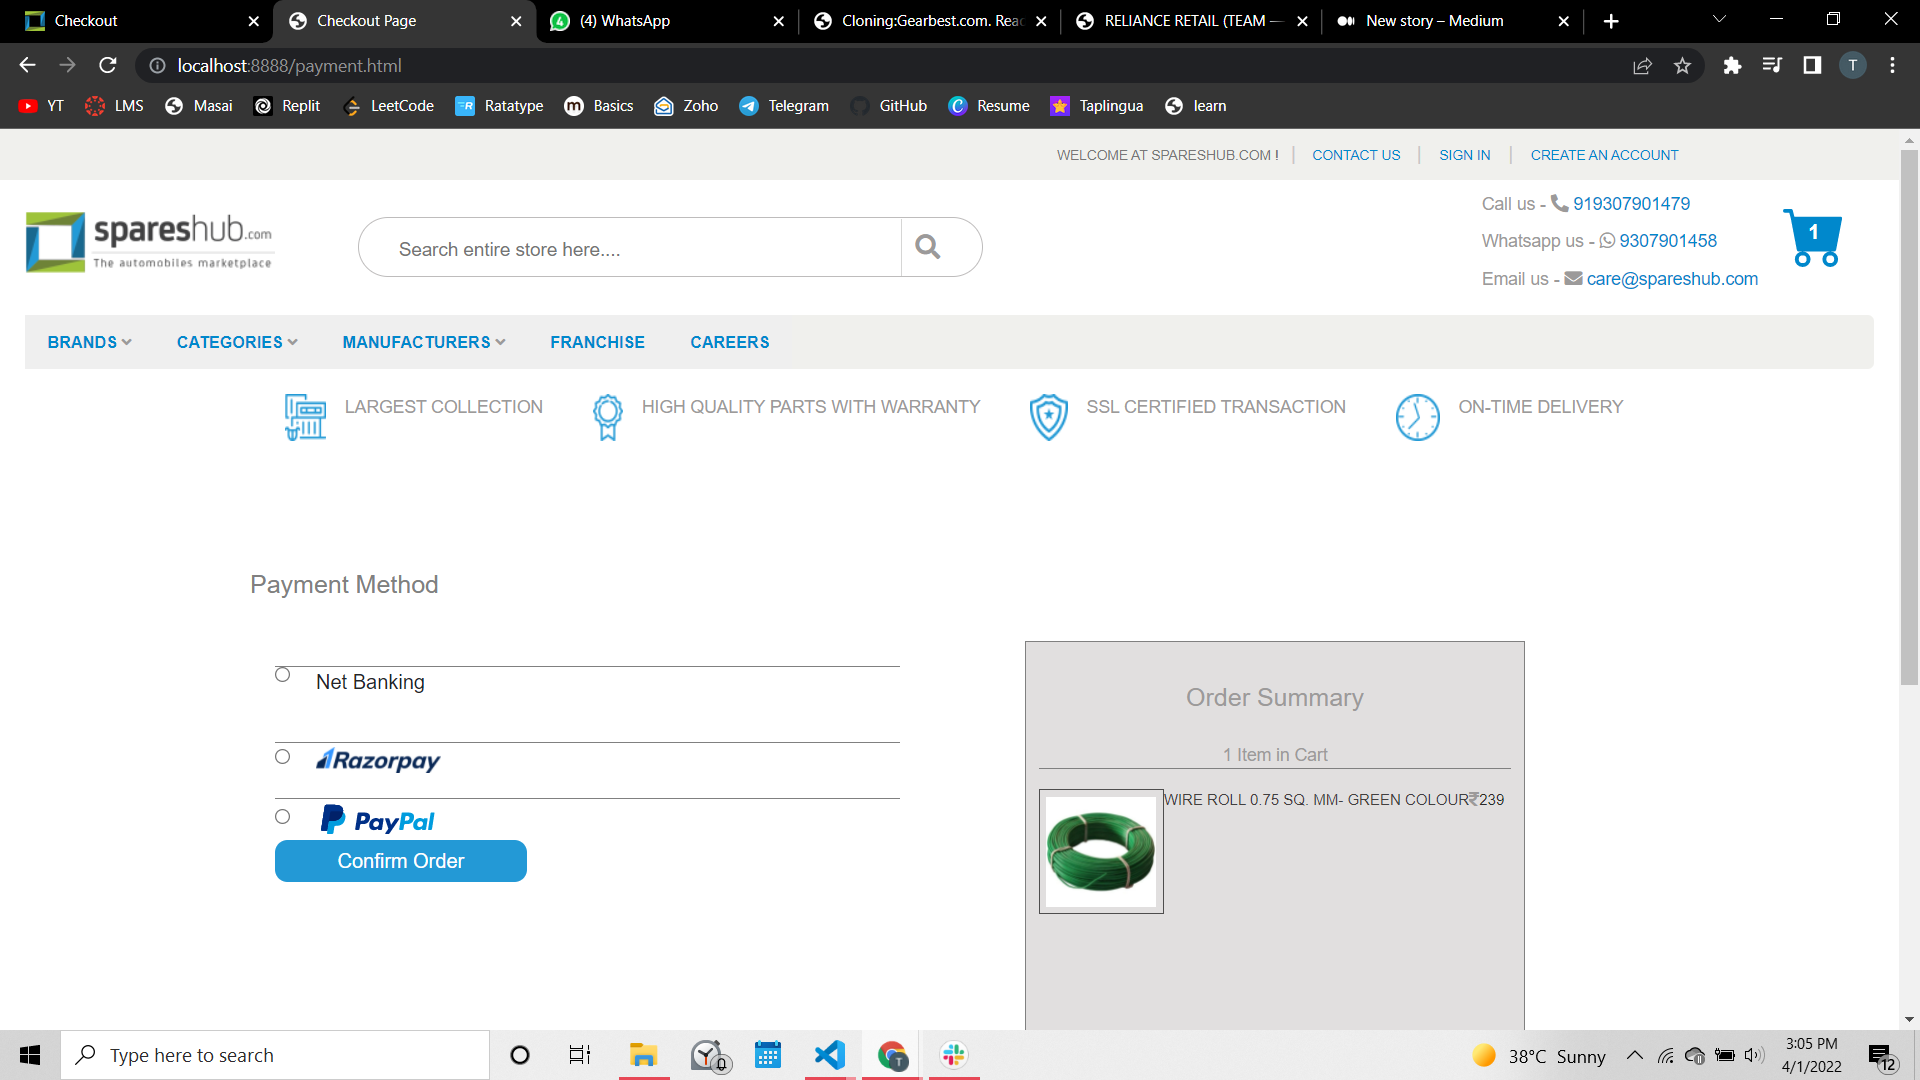 Checkout
Checkout Page
(4) WhatsApp
Cloning:Gearbest.com. Rea
RELIANCE RETAIL (TEAM —
New story – Medium
localhost:8888/payment.html
T
YT
LMS
Masai
Replit
LeetCode
Ratatype
Basics
Zoho
Telegram
GitHub
Resume
Taplingua
learn
WELCOME AT SPARESHUB.COM !
CONTACT US
SIGN IN
CREATE AN ACCOUNT
spareshub.com
The automobiles marketplace
Search entire store here....
Call us - 919307901479
Whatsapp us - 9307901458
Email us - care@spareshub.com
1
BRANDS
CATEGORIES
MANUFACTURERS
FRANCHISE
CAREERS
LARGEST COLLECTION
HIGH QUALITY PARTS WITH WARRANTY
SSL CERTIFIED TRANSACTION
ON-TIME DELIVERY
Payment Method
Net Banking
Razorpay
PayPal
Confirm Order
Order Summary
1 Item in Cart
WIRE ROLL 0.75 SQ. MM- GREEN COLOUR₹239
Type here to search
T
38°C Sunny
3:05 PM
4/1/2022
12